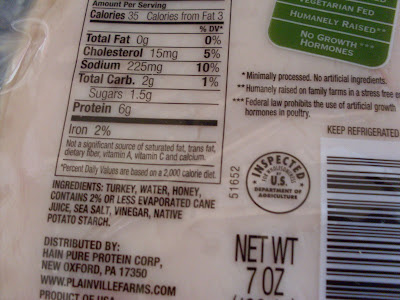 Amount Per Serving
Calories 35 Calories from Fat 3
% DV*
Total Fat 0g 0%
Cholesterol 15mg 5%
Sodium 225mg 10%
Total Carb. 2g 1%
Sugars 1.5g
Protein 6g
Iron 2%
Not a significant source of saturated fat, trans fat,
dietary fiber, vitamin A, vitamin C and calcium.
*Percent Daily Values are based on a 2,000 calorie diet.
INGREDIENTS: TURKEY, WATER, HONEY,
CONTAINS 2% OR LESS EVAPORATED CANE
JUICE, SEA SALT, VINEGAR, NATIVE
POTATO STARCH.
DISTRIBUTED BY:
HAIN PURE PROTEIN CORP,
NEW OXFORD, PA 17350
WWW.PLAINVILLEFARMS.COM
PRODUCT OF USA
VEGETARIAN FED
HUMANELY RAISED**
NO GROWTH ***
HORMONES
* Minimally processed. No artificial ingredients.
** Humanely raised on family farms in a stress free
*** Federal law prohibits the use of artificial growth
hormones in poultry.
KEEP REFRIGERATED
51652
INSPECTED
U.S.
DEPARTMENT OF
AGRICULTURE
NET WT
7 OZ